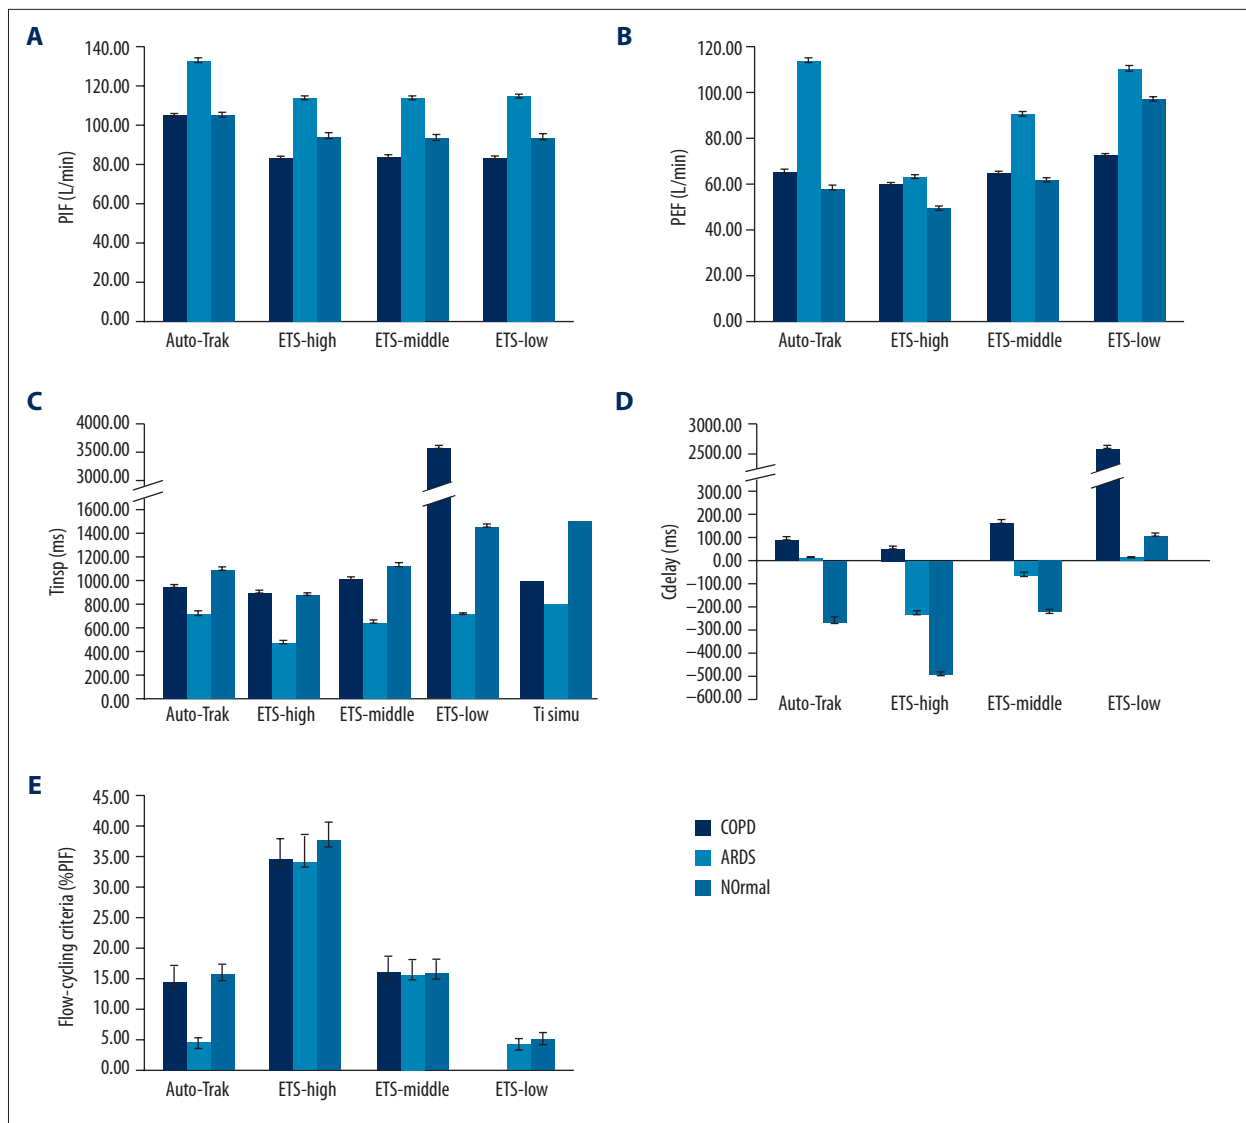 A
PIF (L/min)
140.00
120.00
100.00
80.00
60.00
40.00
20.00
0.00
Auto-Trak ETS-high ETS-middle ETS-low
B
PEF (L/min)
120.00
100.00
80.00
60.00
40.00
20.00
0.00
Auto-Trak ETS-high ETS-middle ETS-low
C
Tinsp (ms)
4000.00
3500.00
3000.00
1600.00
1400.00
1200.00
1000.00
800.00
600.00
400.00
200.00
0.00
Auto-Trak ETS-high ETS-middle ETS-low Ti simu
D
Cdelay (ms)
3000.00
2500.00
300.00
200.00
100.00
0.00
−100.00
−200.00
−300.00
−400.00
−500.00
−600.00
Auto-Trak ETS-high ETS-middle ETS-low
E
Flow-cycling criteria (%PIF)
45.00
40.00
35.00
30.00
25.00
20.00
15.00
10.00
5.00
0.00
Auto-Trak ETS-high ETS-middle ETS-low
COPD
ARDS
NOrmal